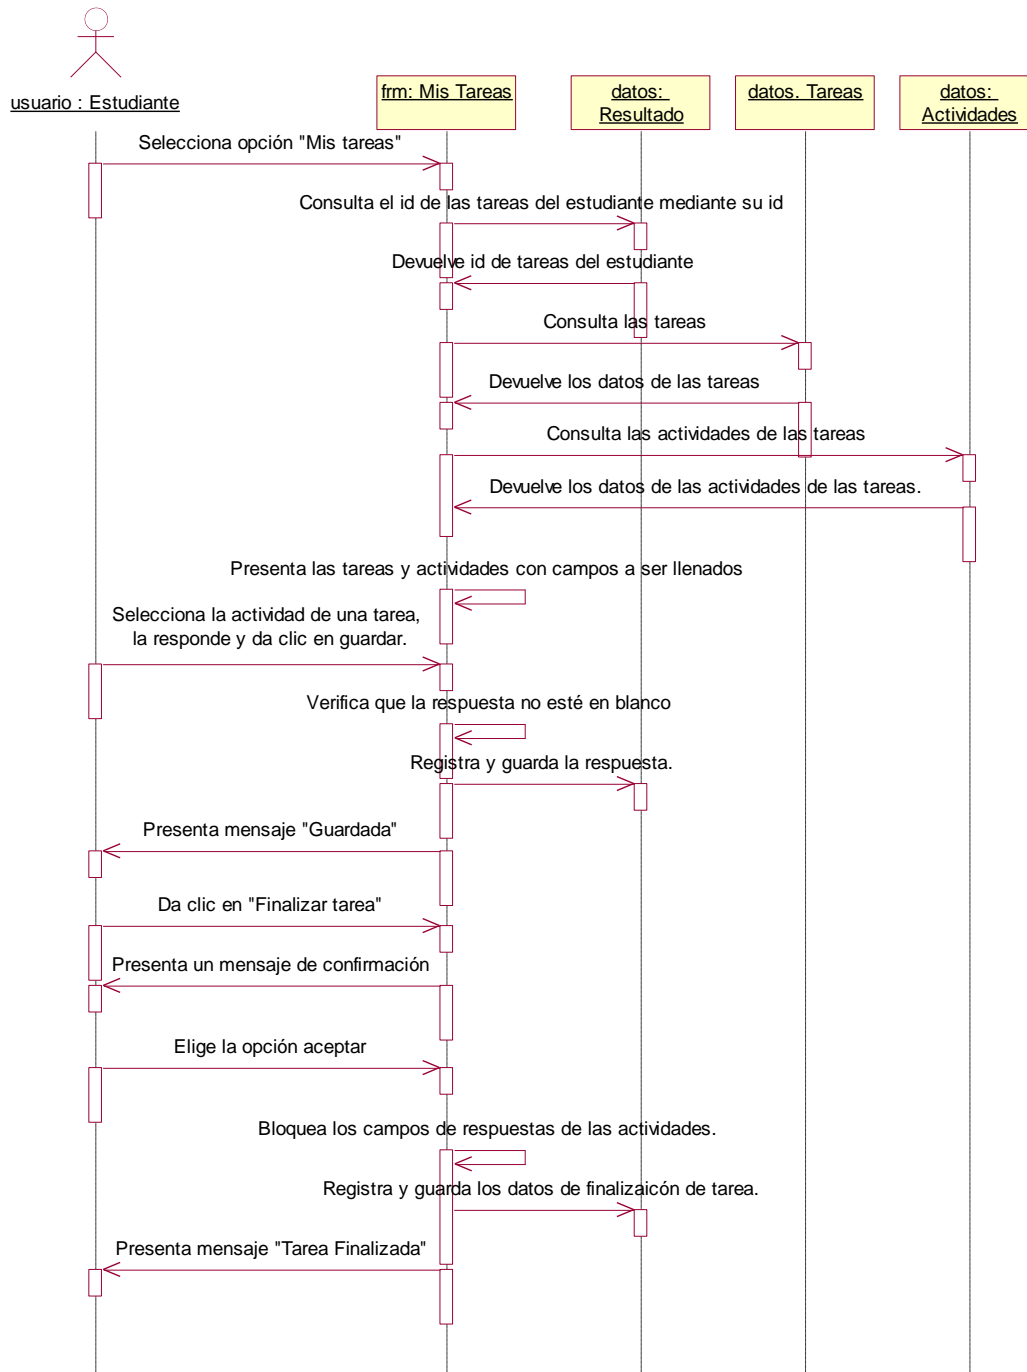 usuario : Estudiante
frm: Mis Tareas
datos:
Resultado
datos. Tareas
datos:
Actividades
Selecciona opción "Mis tareas"
Consulta el id de las tareas del estudiante mediante su id
Devuelve id de tareas del estudiante
Consulta las tareas
Devuelve los datos de las tareas
Consulta las actividades de las tareas
Devuelve los datos de las actividades de las tareas.
Presenta las tareas y actividades con campos a ser llenados
Selecciona la actividad de una tarea,
la responde y da clic en guardar.
Verifica que la respuesta no esté en blanco
Registra y guarda la respuesta.
Presenta mensaje "Guardada"
Da clic en "Finalizar tarea"
Presenta un mensaje de confirmación
Elige la opción aceptar
Bloquea los campos de respuestas de las actividades.
Registra y guarda los datos de finalizaicón de tarea.
Presenta mensaje "Tarea Finalizada"